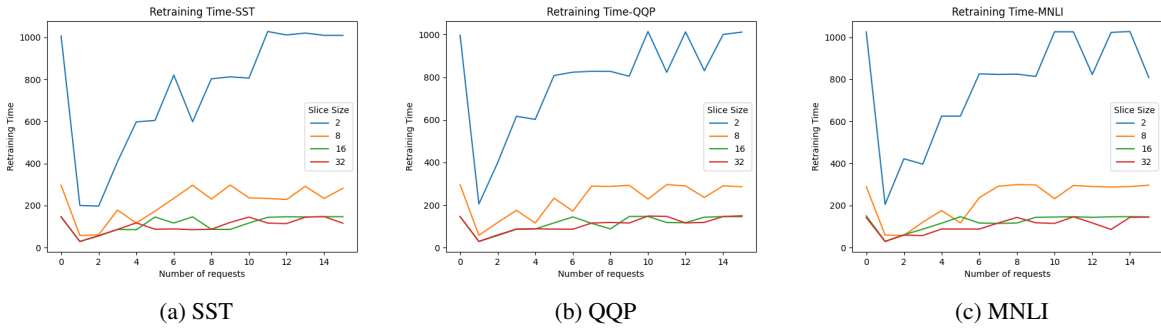 Retraining Time-SST
1000
800
600
400
200
0
Retraining Time
0 2 4 6 8 10 12 14
Number of requests
Slice Size
2
8
16
32
(a) SST
Retraining Time-QQP
1000
800
600
400
200
0
Retraining Time
0 2 4 6 8 10 12 14
Number of requests
Slice Size
2
8
16
32
(b) QQP
Retraining Time-MNLI
1000
800
600
400
200
0
Retraining Time
0 2 4 6 8 10 12 14
Number of requests
Slice Size
2
8
16
32
(c) MNLI